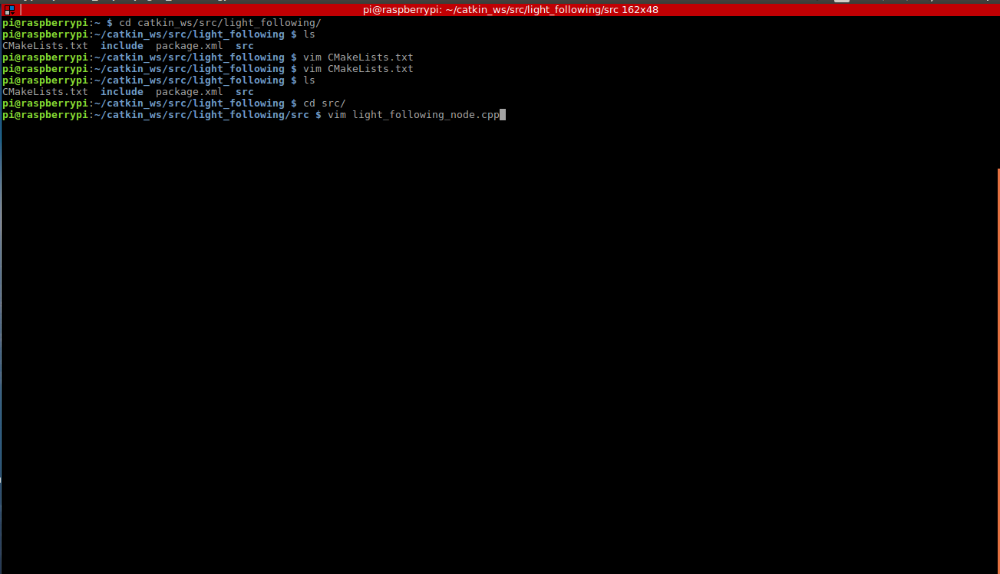 pi@raspberrypi: ~/catkin_ws/src/light_following/src 162x48
pi@raspberrypi:~ $ cd catkin_ws/src/light_following/
pi@raspberrypi:~/catkin_ws/src/light_following $ ls
CMakeLists.txt  include  package.xml  src
pi@raspberrypi:~/catkin_ws/src/light_following $ vim CMakeLists.txt
pi@raspberrypi:~/catkin_ws/src/light_following $ vim CMakeLists.txt
pi@raspberrypi:~/catkin_ws/src/light_following $ ls
CMakeLists.txt  include  package.xml  src
pi@raspberrypi:~/catkin_ws/src/light_following $ cd src/
pi@raspberrypi:~/catkin_ws/src/light_following/src $ vim light_following_node.cpp